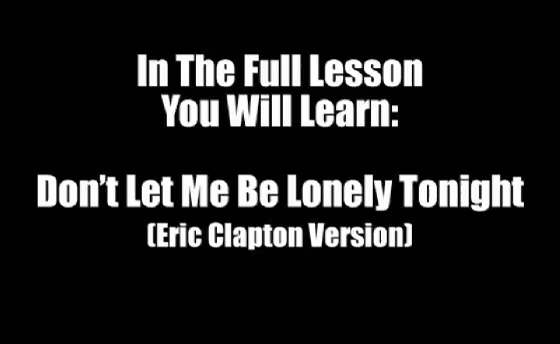 In The Full Lesson
You Will Learn:
Don't Let Me Be Lonely Tonight
(Eric Clapton Version)